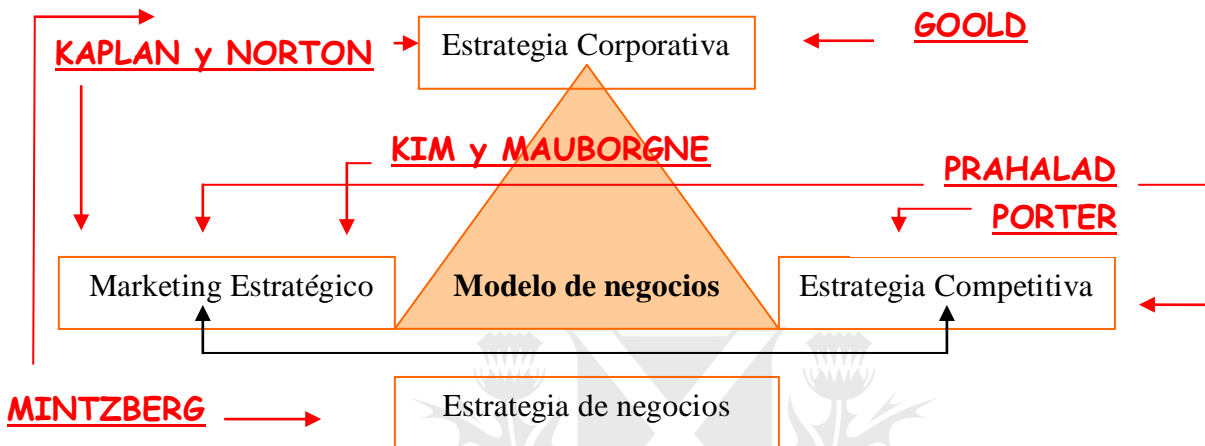 GOOLD
KAPLAN y NORTON
Estrategia Corporativa
KIM y MAUBORGNE
PRAHALAD
PORTER
Marketing Estratégico
Modelo de negocios
Estrategia Competitiva
MINTZBERG
Estrategia de negocios